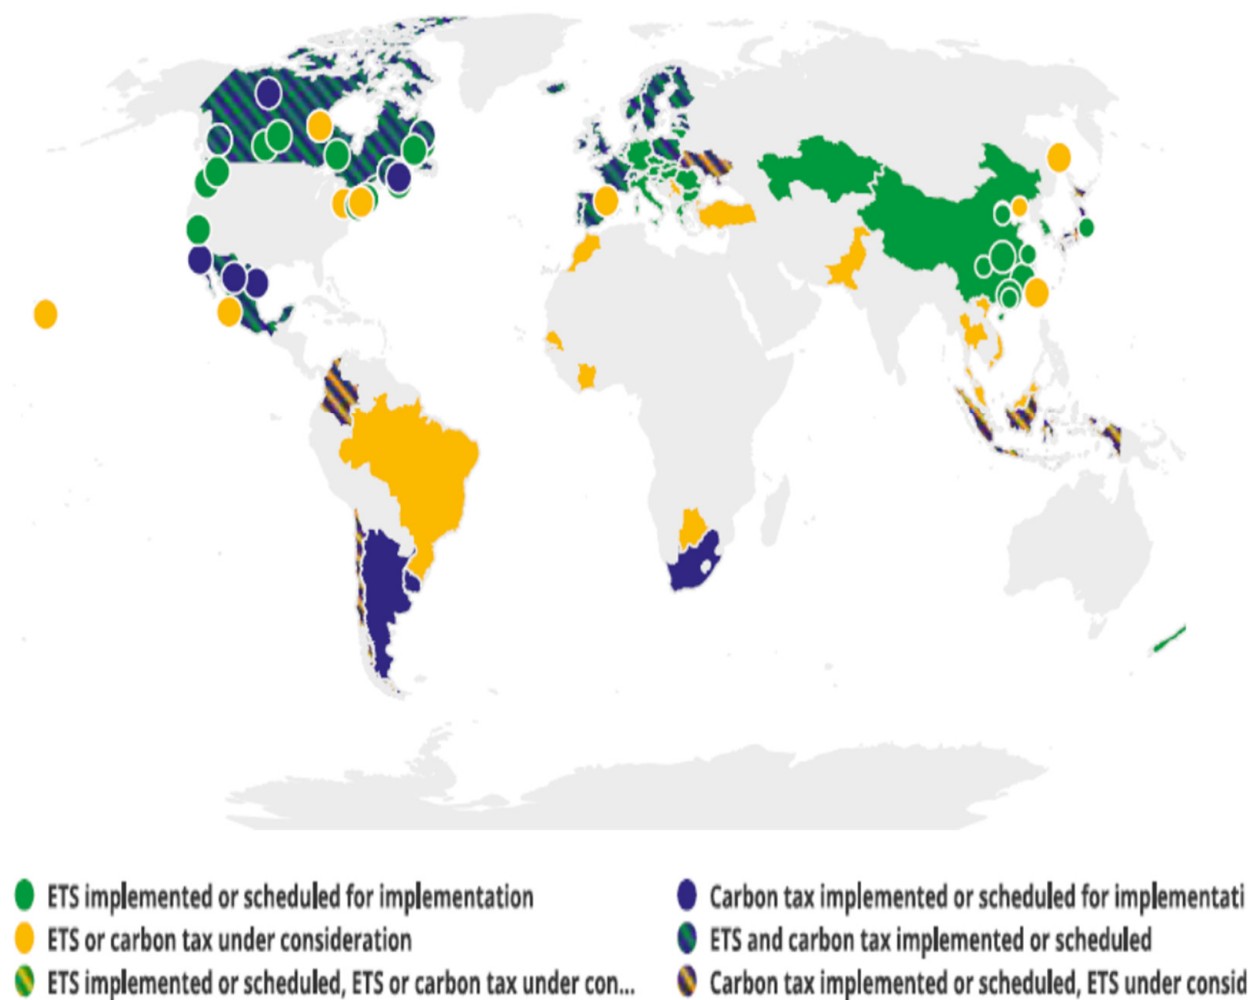 ETS implemented or scheduled for implementation
Carbon tax implemented or scheduled for implementati
ETS or carbon tax under consideration
ETS and carbon tax implemented or scheduled
ETS implemented or scheduled, ETS or carbon tax under con...
Carbon tax implemented or scheduled, ETS under consid